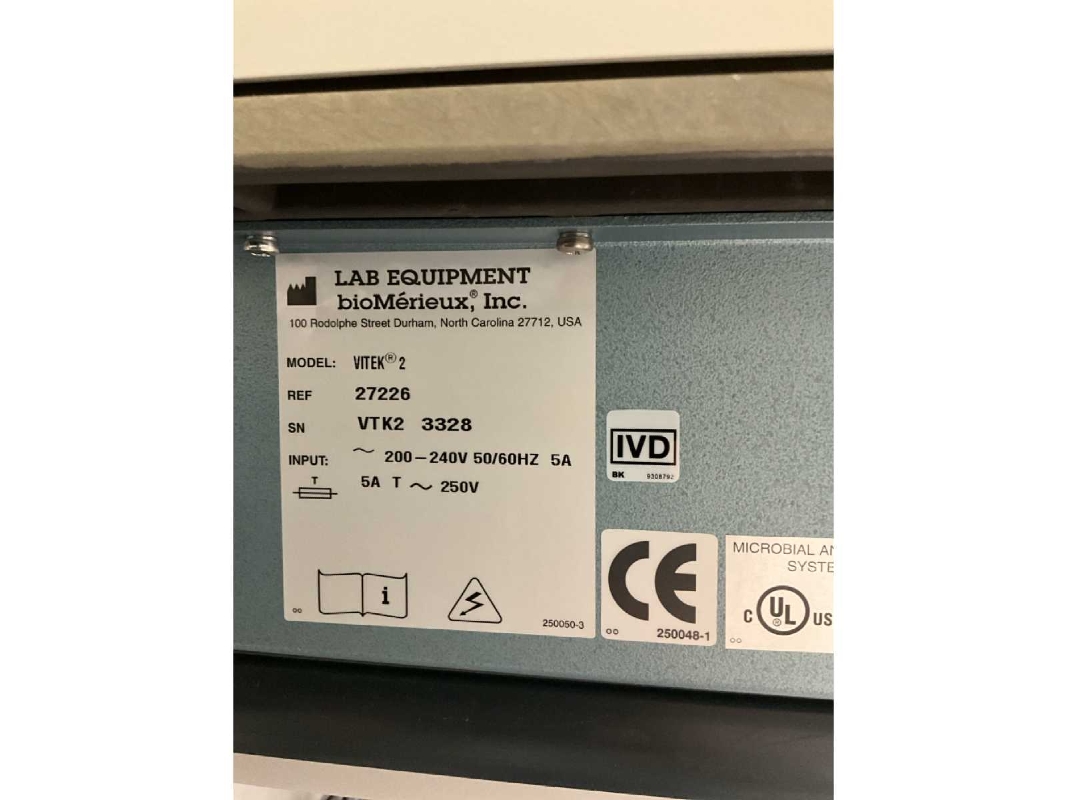 LAB EQUIPMENT
bioMérieux® Inc.
100 Rodolphe Street Durham, North Carolina 27712, USA
MODEL: VITEK® 2
REF 27226
SN VTK2 3328
INPUT: ~ 200–240V 50/60HZ 5A
T 5A T ~ 250V
i
250050-3
IVD
BK 9308792
CE
250048-1
MICROBIAL AN
SYSTE
C UL® US